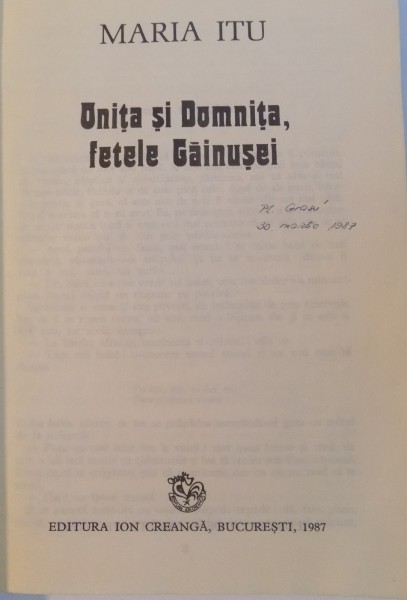 MARIA ITU
Onița și Domnița,
fetele Găinușei
30 martie 1987
EDITURA ION CREANGĂ, BUCUREȘTI, 1987